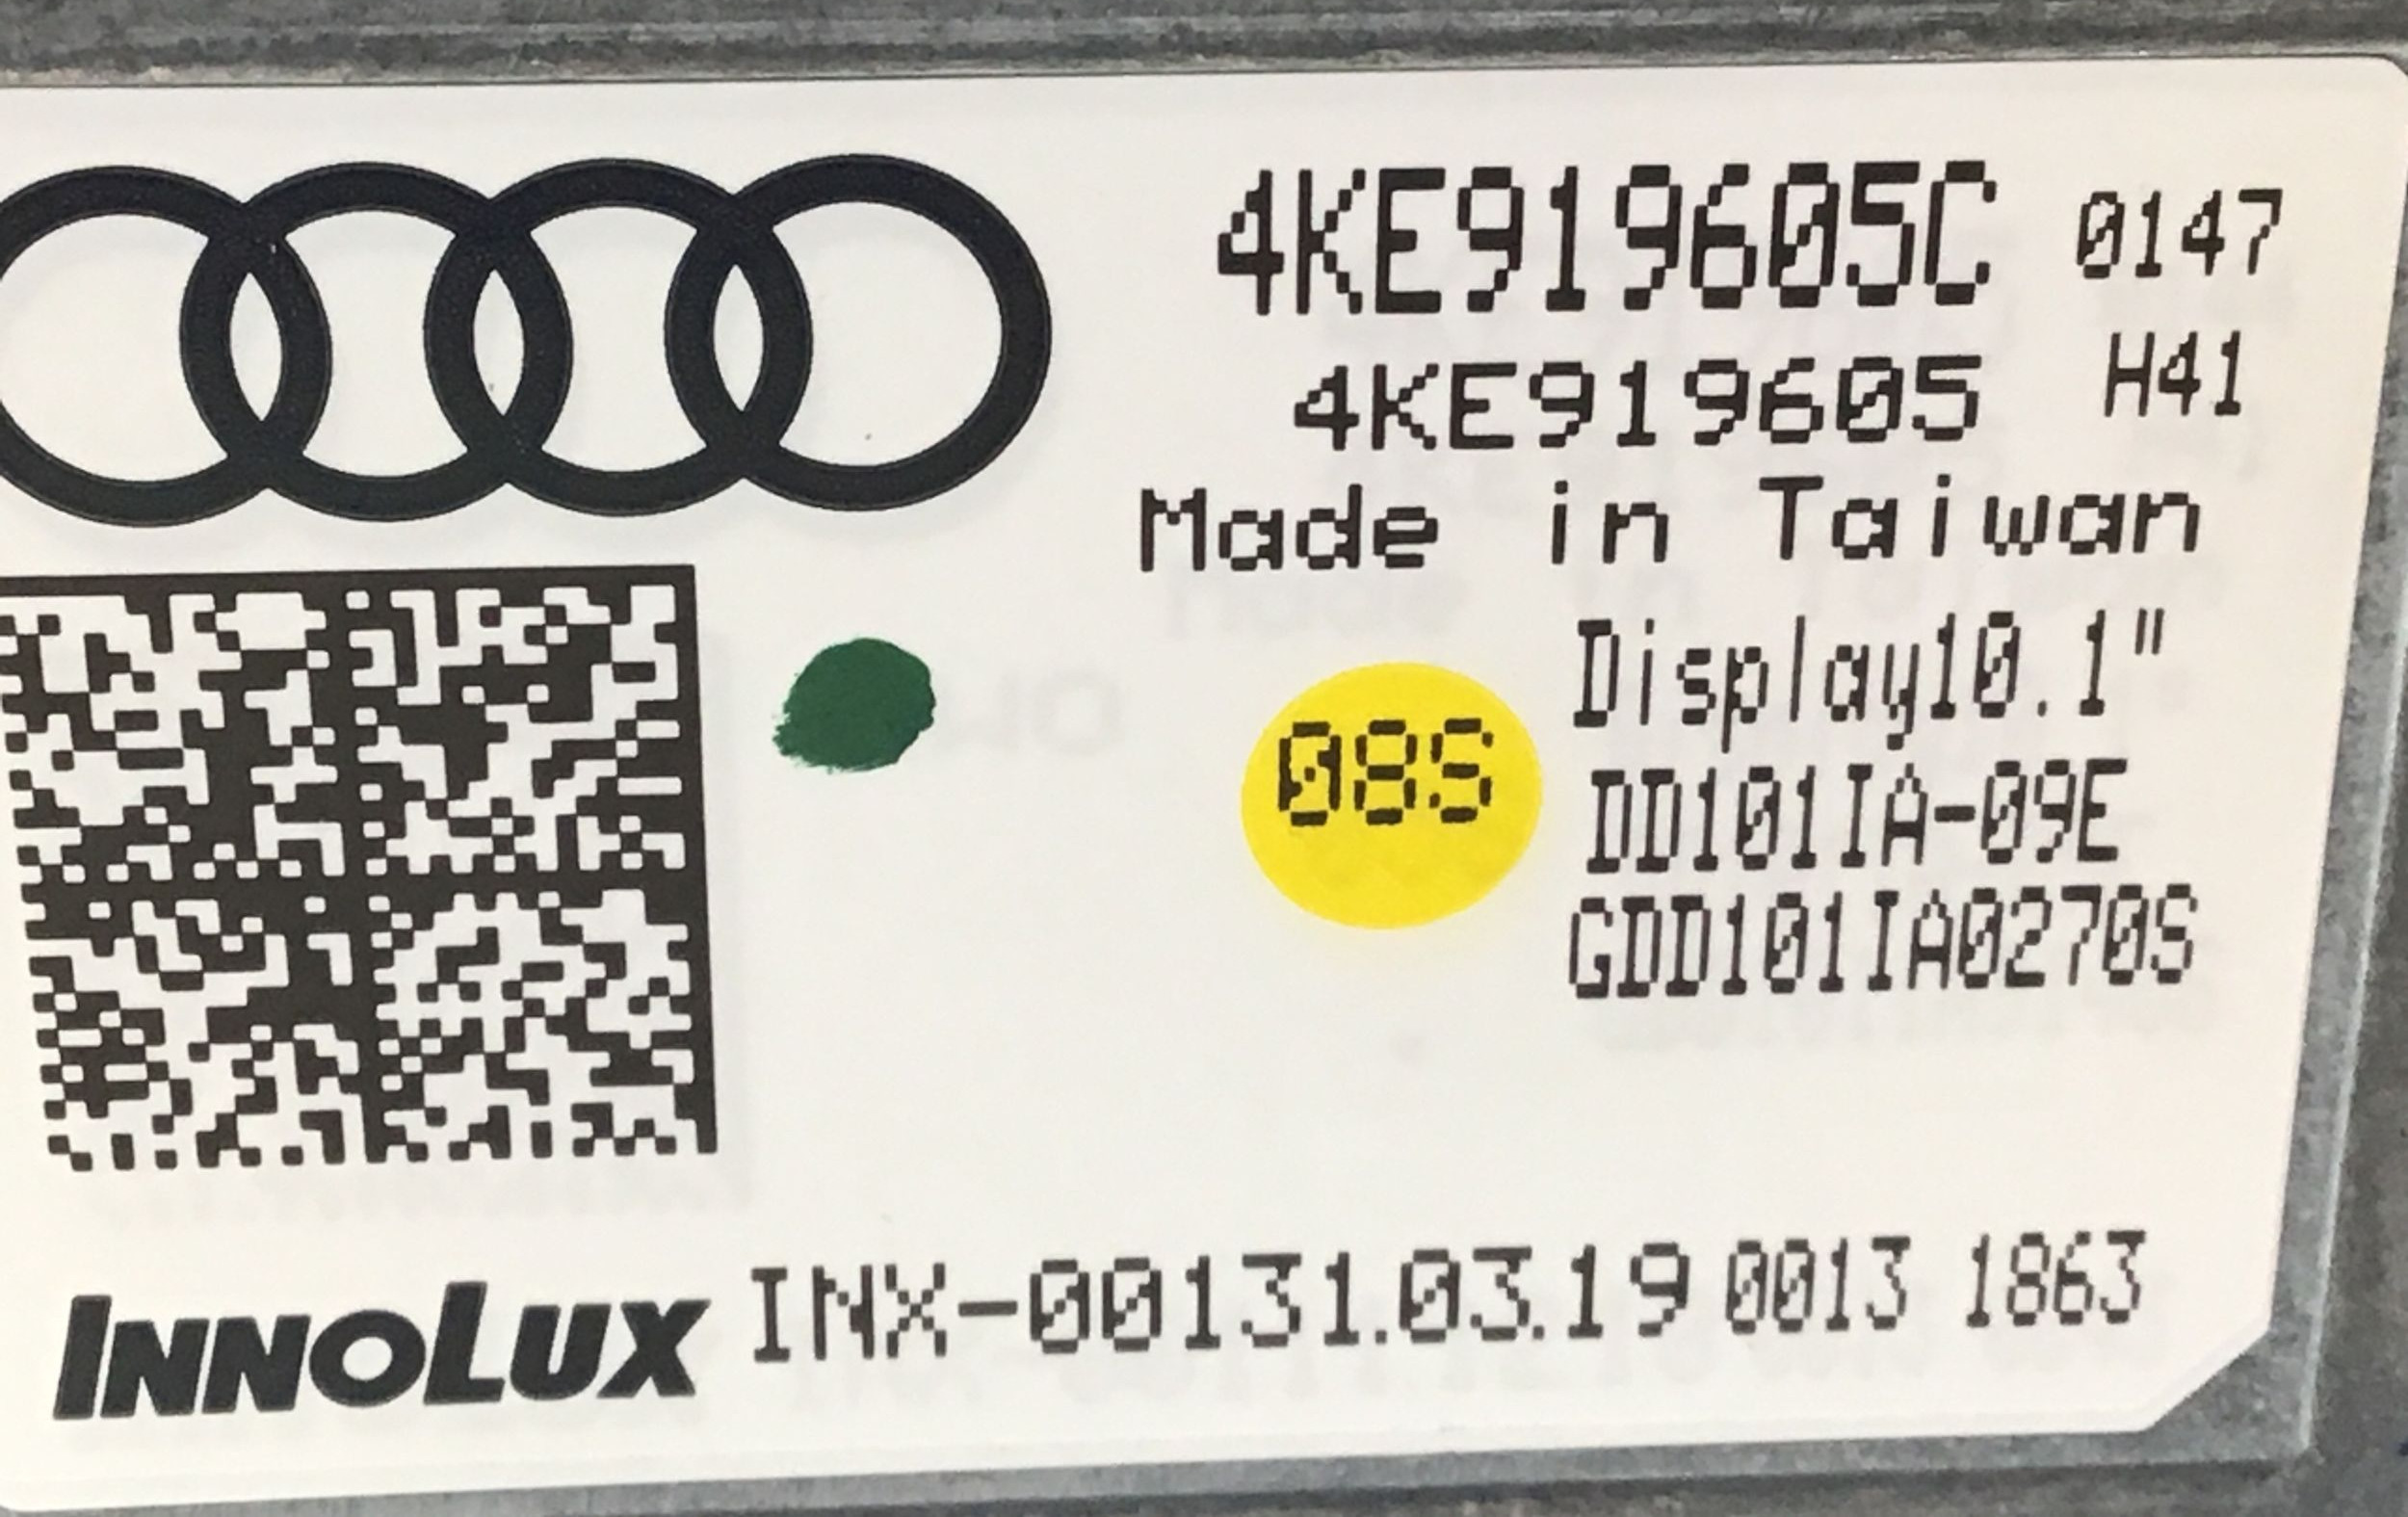 4KE919605C 0147
4KE919605 H41
Made in Taiwan
Display10.1"
08S
DD101IA-09E
GDD101IA0270S
INNOLUX INX-00131.03.19 0013 1863